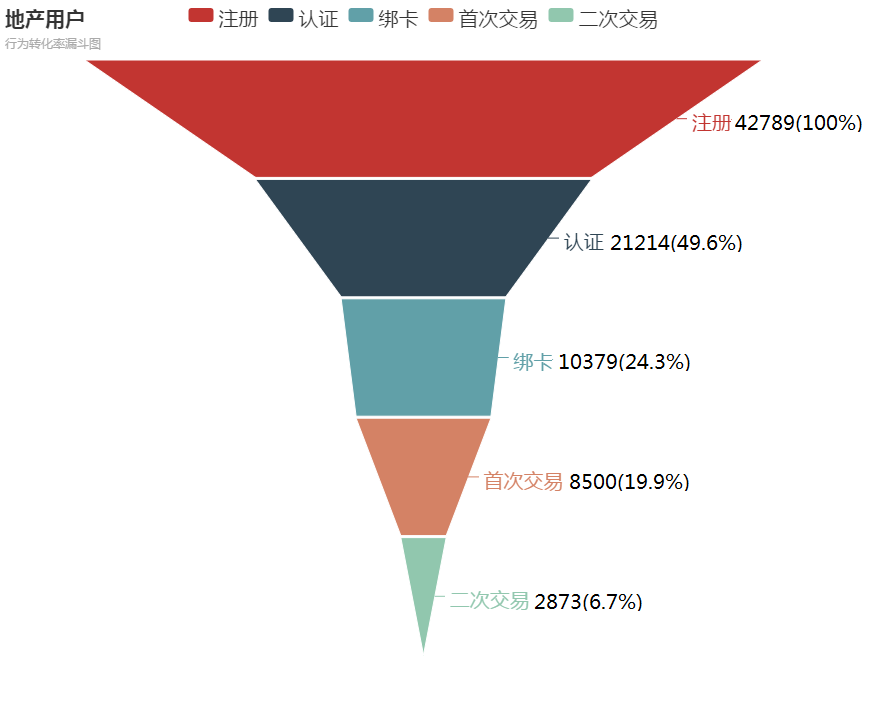 地产用户
行为转化率漏斗图
注册 认证 绑卡 首次交易 二次交易
注册 42789(100%)
认证 21214(49.6%)
绑卡 10379(24.3%)
首次交易 8500(19.9%)
二次交易 2873(6.7%)